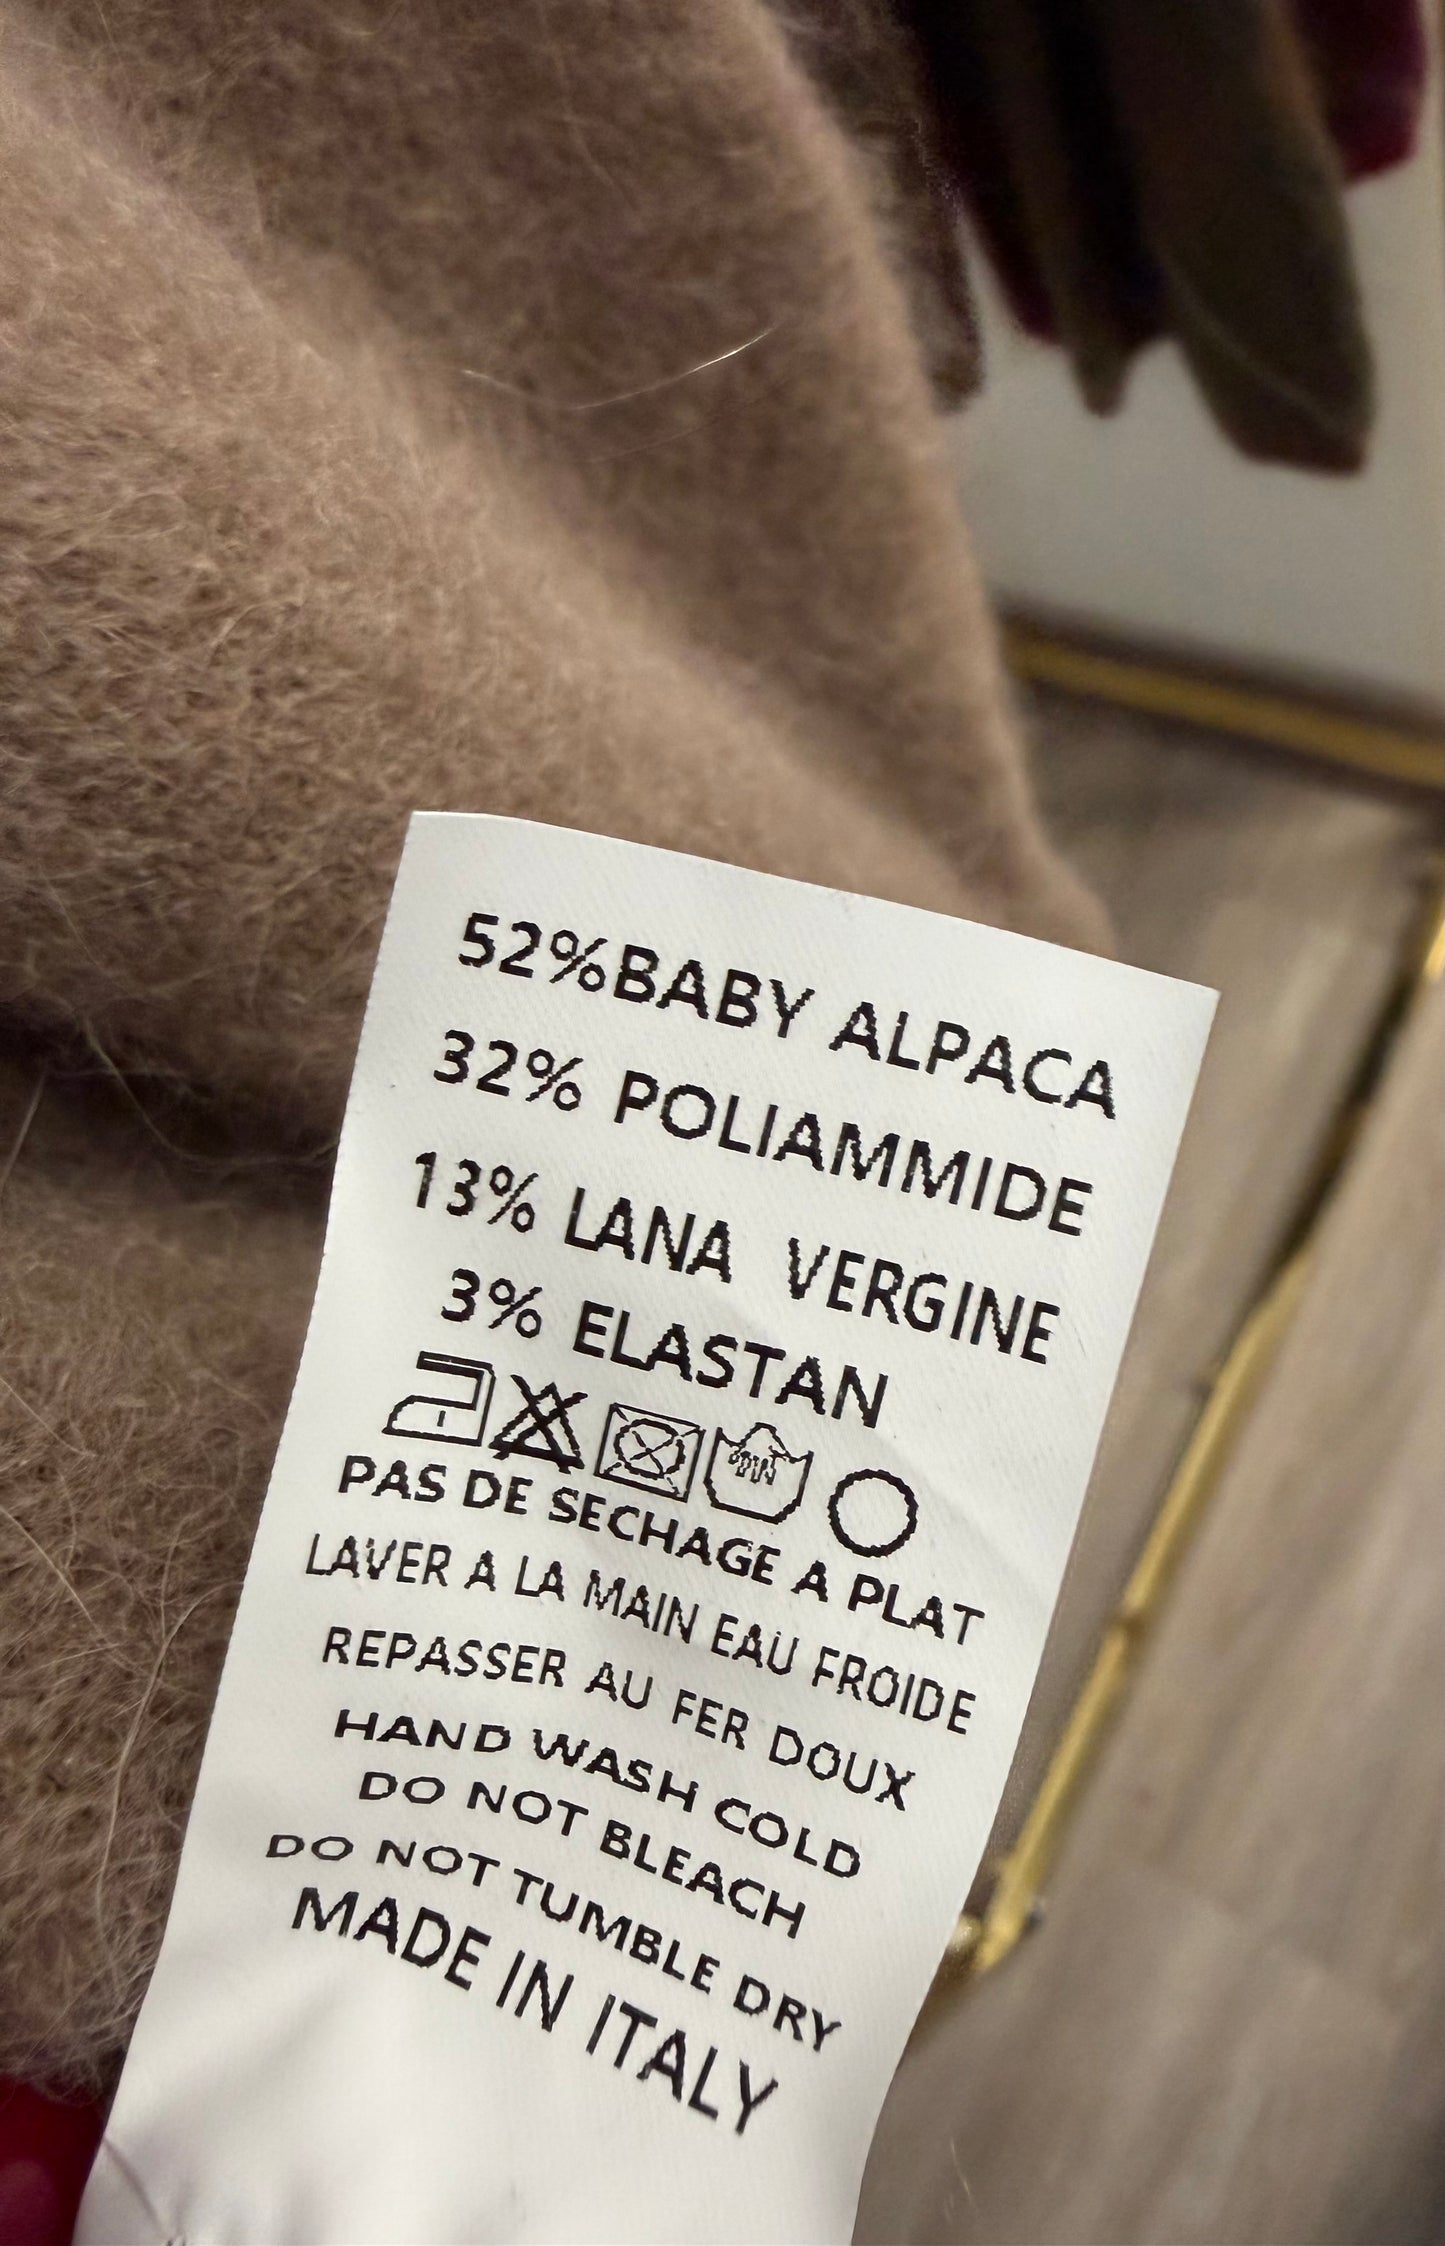 52%BABY ALPACA
32% POLIAMMIDE
13% LANA VERGINE
3% ELASTAN
PAS DE SECHAGE A PLAT
LAVER A LA MAIN EAU FROIDE
REPASSER AU FER DOUX
HAND WASH COLD
DO NOT BLEACH
DO NOT TUMBLE DRY
MADE IN ITALY